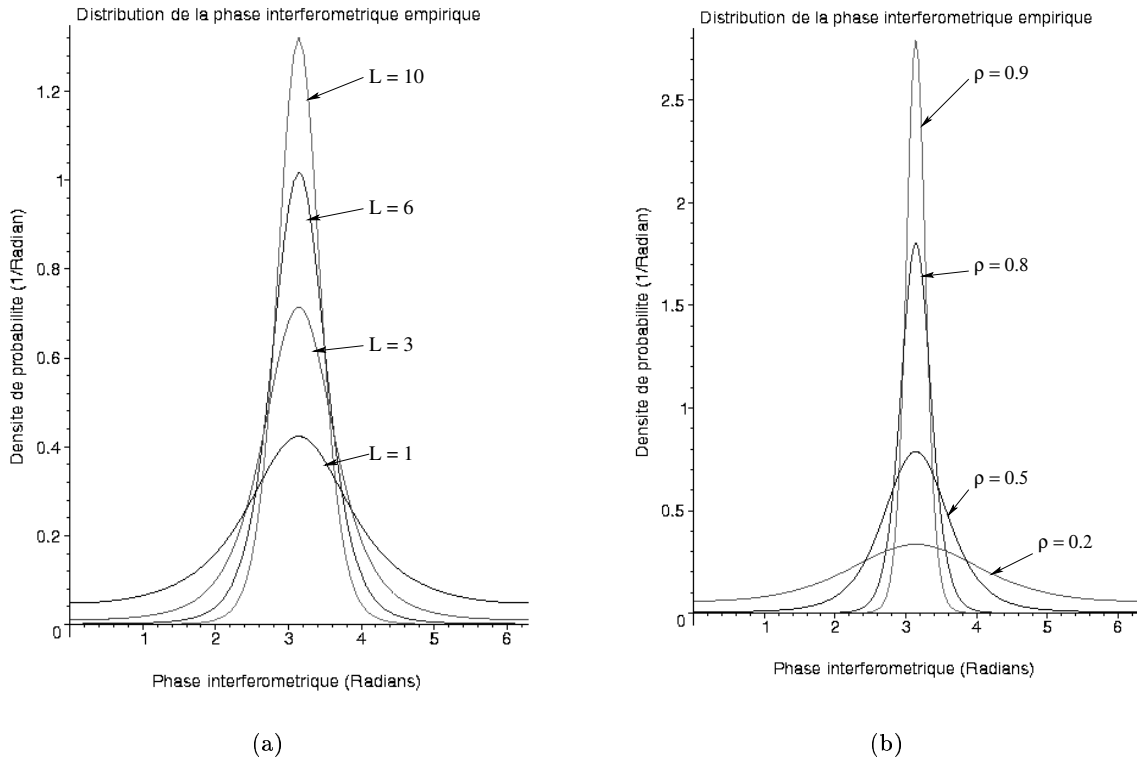 Distribution de la phase interferometrique empirique
1.2
1
0.8
0.6
0.4
0.2
0
1
2
3
4
5
6
Densite de probabilite (1/Radian)
Phase interferometrique (Radians)
L = 10
L = 6
L = 3
L = 1
(a)
Distribution de la phase interferometrique empirique
2.5
2
1.5
1
0.5
0
1
2
3
4
5
6
Densite de probabilite (1/Radian)
Phase interferometrique (Radians)
ρ = 0.9
ρ = 0.8
ρ = 0.5
ρ = 0.2
(b)